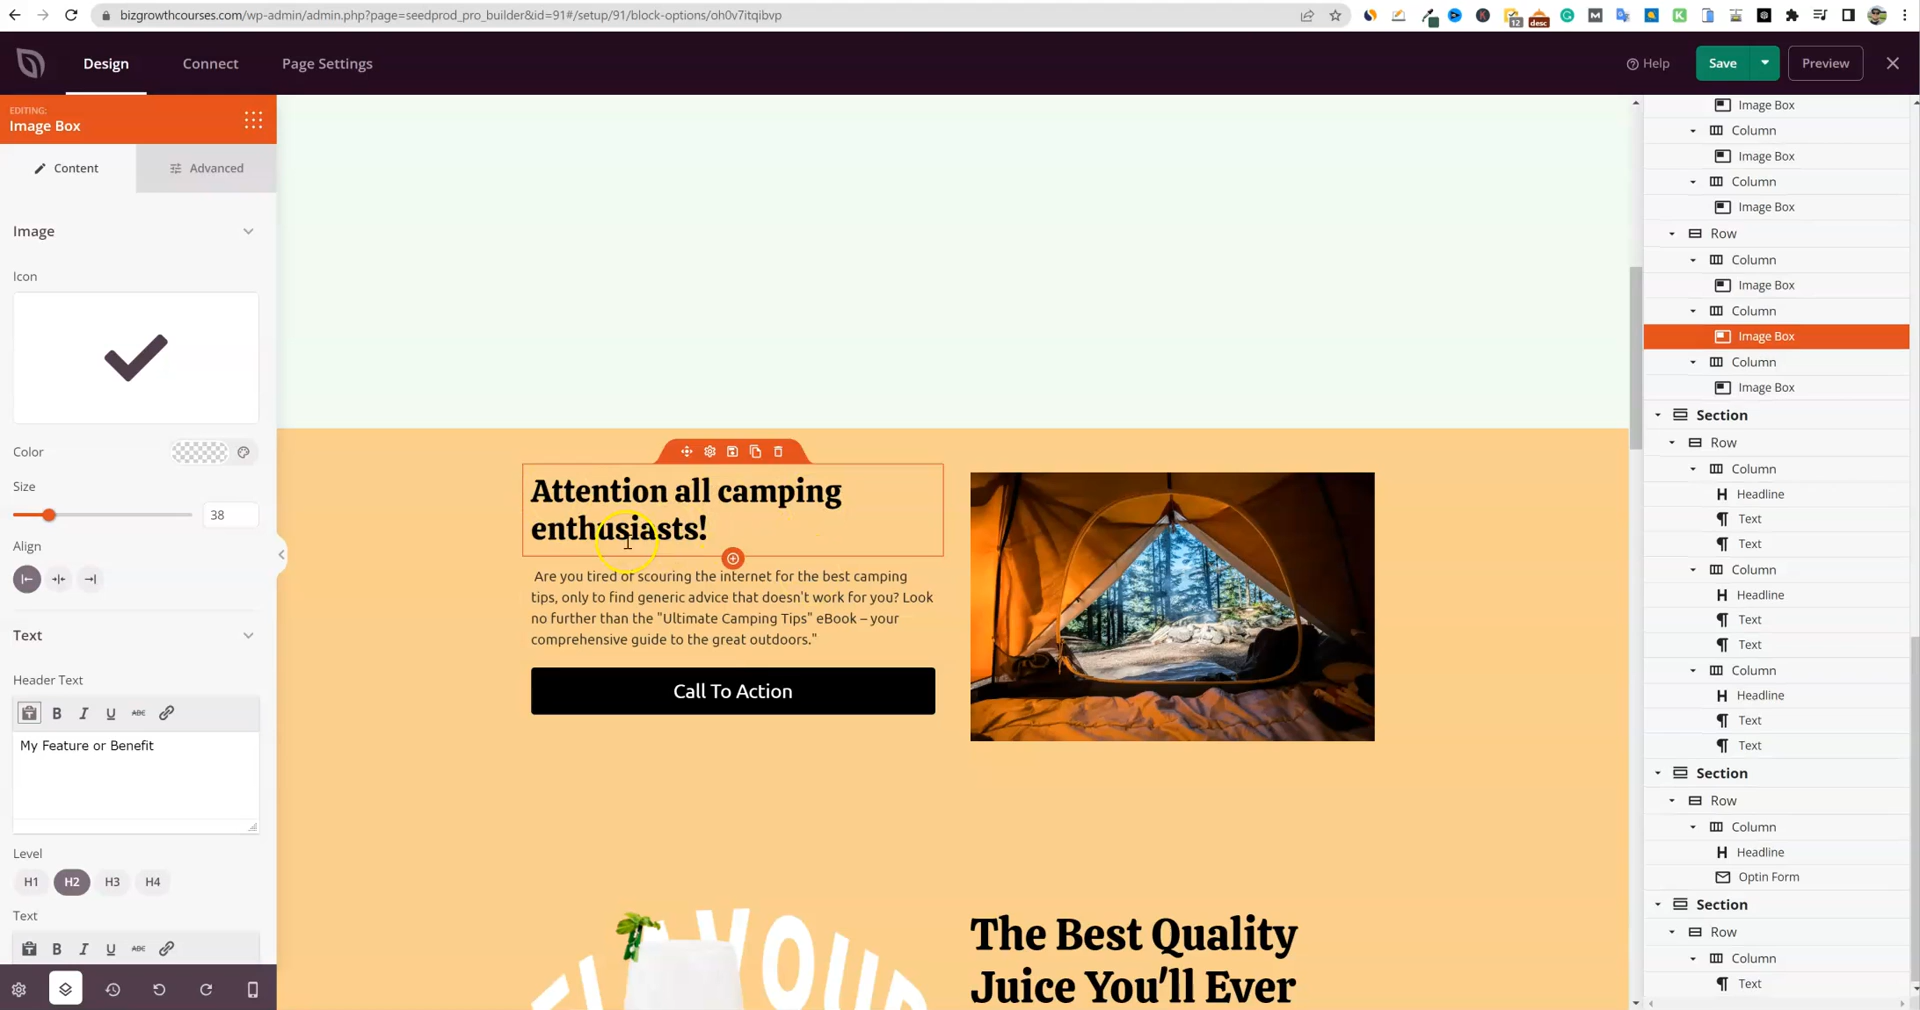 bizgrowthcourses.com/wp-admin/admin.php?page=seedprod_pro_builder&id=91#/setup/91/block-options/oh0v7itqibvp
12
desc
Design
Connect
Page Settings
Help
Save
Preview
EDITING:
Image Box
Content
Advanced
Image
Icon
Color
Size
38
Align
Text
Header Text
B
I
U
ABC
My Feature or Benefit
Level
H1
H2
H3
H4
Text
B
I
U
ABC
Attention all camping
enthusiasts!
Are you tired of scouring the internet for the best camping
tips, only to find generic advice that doesn't work for you? Look
no further than the "Ultimate Camping Tips" eBook – your
comprehensive guide to the great outdoors."
Call To Action
The Best Quality
Juice You'll Ever
Image Box
Column
Image Box
Column
Image Box
Row
Column
Image Box
Column
Image Box
Column
Image Box
Section
Row
Column
Headline
Text
Text
Column
Headline
Text
Text
Column
Headline
Text
Text
Section
Row
Column
Headline
Optin Form
Section
Row
Column
Text